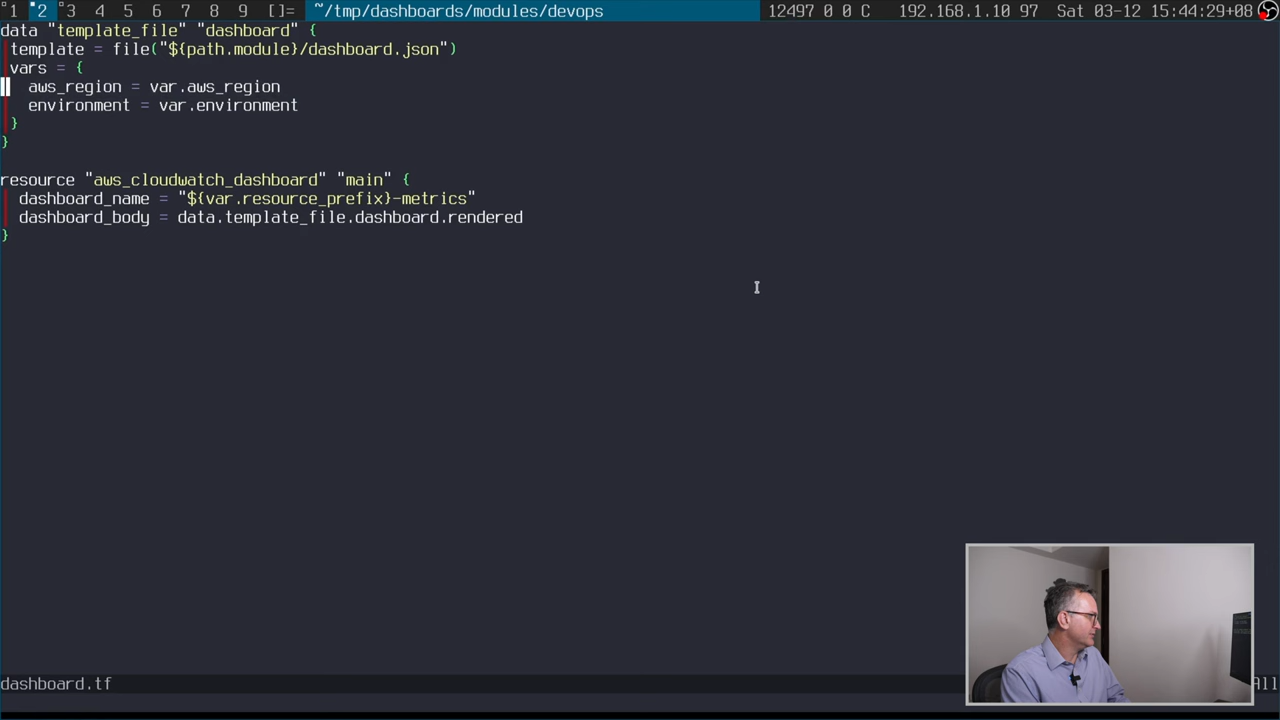 1 2 3 4 5 6 7 8 9 []= ~/tmp/dashboards/modules/devops 12497 0 0 C 192.168.1.10 97 Sat 03-12 15:44:29+08
data "template_file" "dashboard" {
template = file("${path.module}/dashboard.json")
vars = {
aws_region = var.aws_region
environment = var.environment
}
}
resource "aws_cloudwatch_dashboard" "main" {
dashboard_name = "${var.resource_prefix}-metrics"
dashboard_body = data.template_file.dashboard.rendered
}
dashboard.tf All